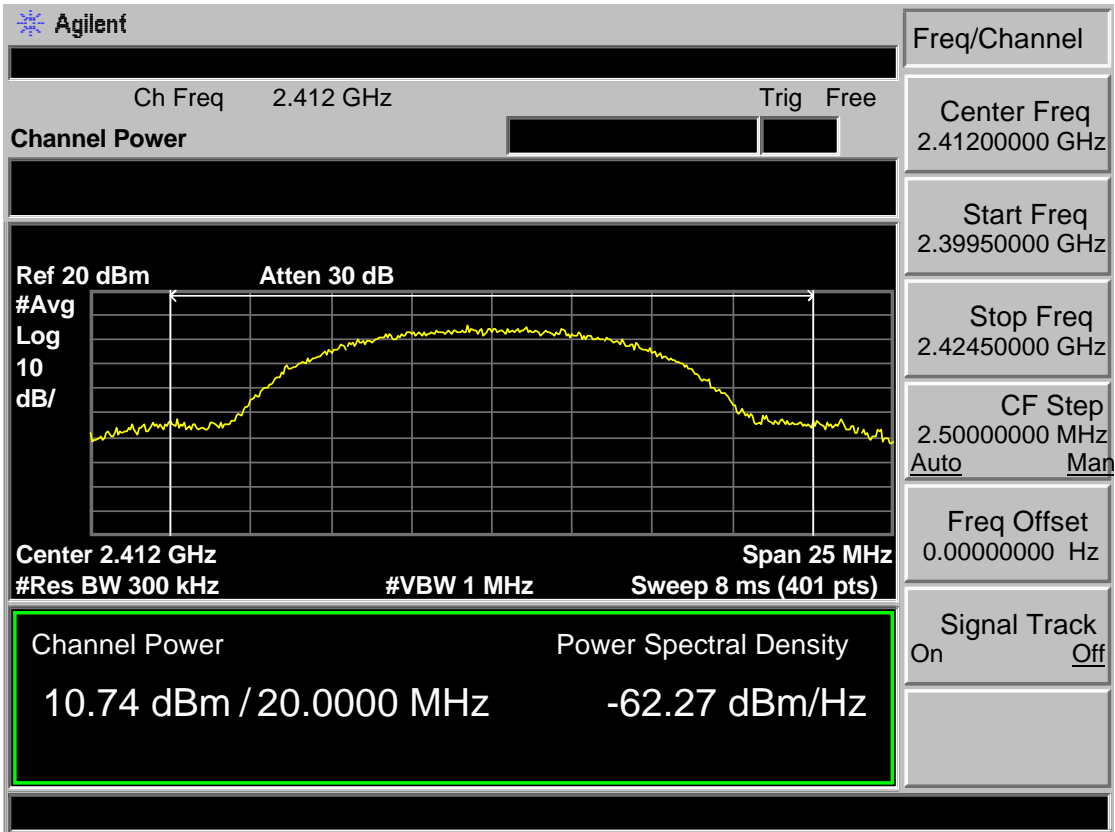 Agilent
Freq/Channel
Ch Freq 2.412 GHz Trig Free
Channel Power
Center Freq
2.41200000 GHz
Start Freq
2.39950000 GHz
Stop Freq
2.42450000 GHz
CF Step
2.50000000 MHz
Auto Man
Freq Offset
0.00000000 Hz
Signal Track
On Off
Ref 20 dBm Atten 30 dB
#Avg
Log
10
dB/
Center 2.412 GHz Span 25 MHz
#Res BW 300 kHz #VBW 1 MHz Sweep 8 ms (401 pts)
Channel Power Power Spectral Density
10.74 dBm / 20.0000 MHz -62.27 dBm/Hz